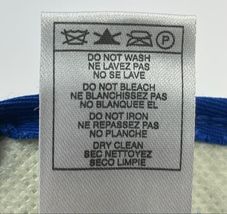 P
DO NOT WASH
NE LAVEZ PAS
NO SE LAVE
DO NOT BLEACH
NE BLANCHISSEZ PAS
NO BLANQUEE EL
DO NOT IRON
NE REPASSER PAS
NO PLANCHE
DRY CLEAN
SEC NETTOYEZ
SECO LIMPIE